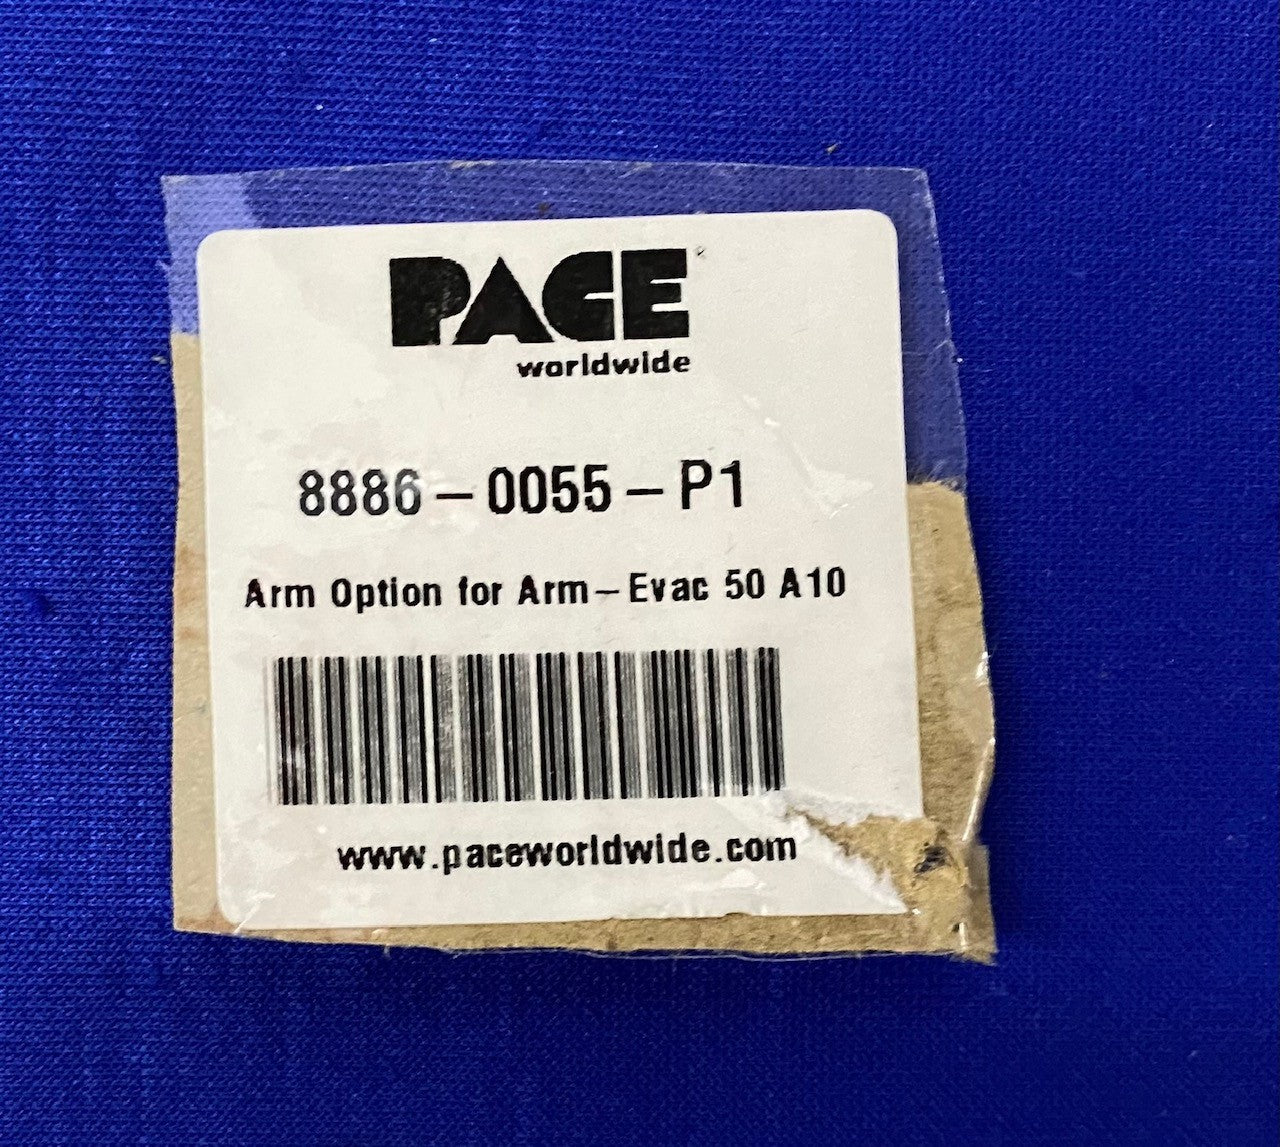 PACE
worldwide
8886-0055-P1
Arm Option for Arm-Evac 50 A10
www.paceworldwide.com